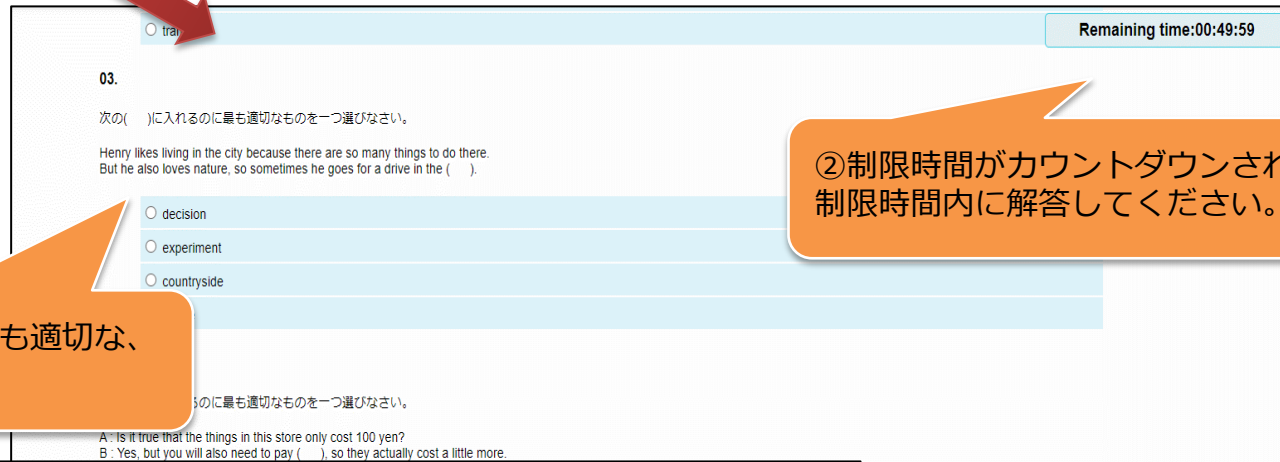 Remaining time:00:49:59
03.
次の(　)に入れるのに最も適切なものを一つ選びなさい。
Henry likes living in the city because there are so many things to do there.
But he also loves nature, so sometimes he goes for a drive in the (　).
②制限時間がカウントダウンされ
制限時間内に解答してください。
decision
experiment
countryside
も適切な、
るのに最も適切なものを一つ選びなさい。
A : Is it true that the things in this store only cost 100 yen?
B : Yes, but you will also need to pay (　), so they actually cost a little more.